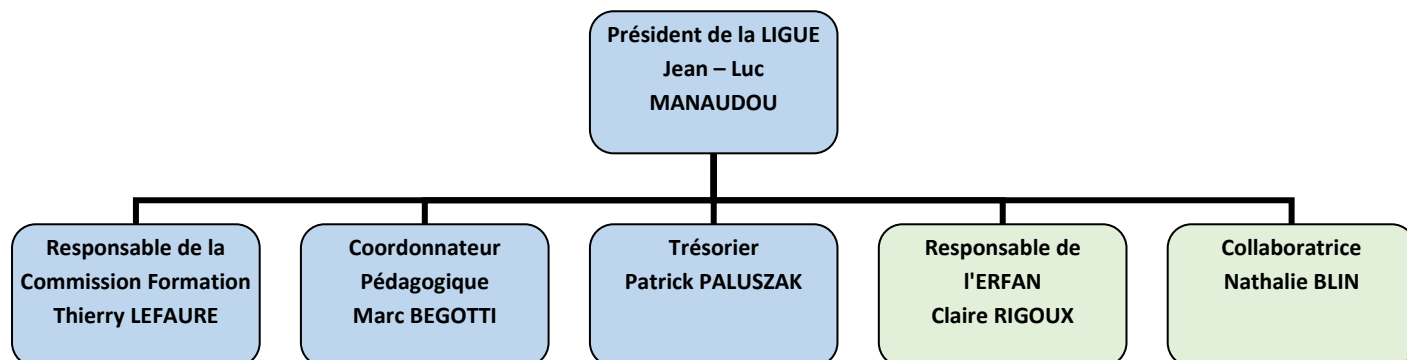 Président de la LIGUE
Jean – Luc
MANAUDOU
Responsable de la
Commission Formation
Thierry LEFAURE
Coordonnateur
Pédagogique
Marc BEGOTTI
Trésorier
Patrick PALUSZAK
Responsable de
l'ERFAN
Claire RIGOUX
Collaboratrice
Nathalie BLIN